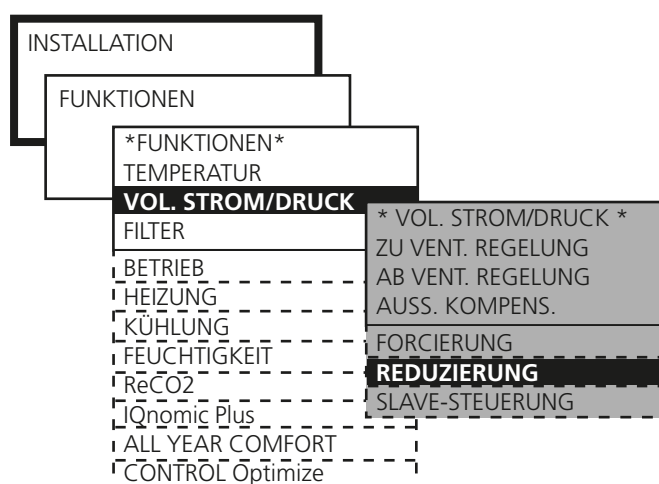 INSTALLATION
FUNKTIONEN
*FUNKTIONEN*
TEMPERATUR
VOL. STROM/DRUCK
FILTER
BETRIEB
HEIZUNG
KÜHLUNG
FEUCHTIGKEIT
ReCO2
IQnomic Plus
ALL YEAR COMFORT
CONTROL Optimize
* VOL. STROM/DRUCK *
ZU VENT. REGELUNG
AB VENT. REGELUNG
AUSS. KOMPENS.
FORCIERUNG
REDUZIERUNG
SLAVE-STEUERUNG